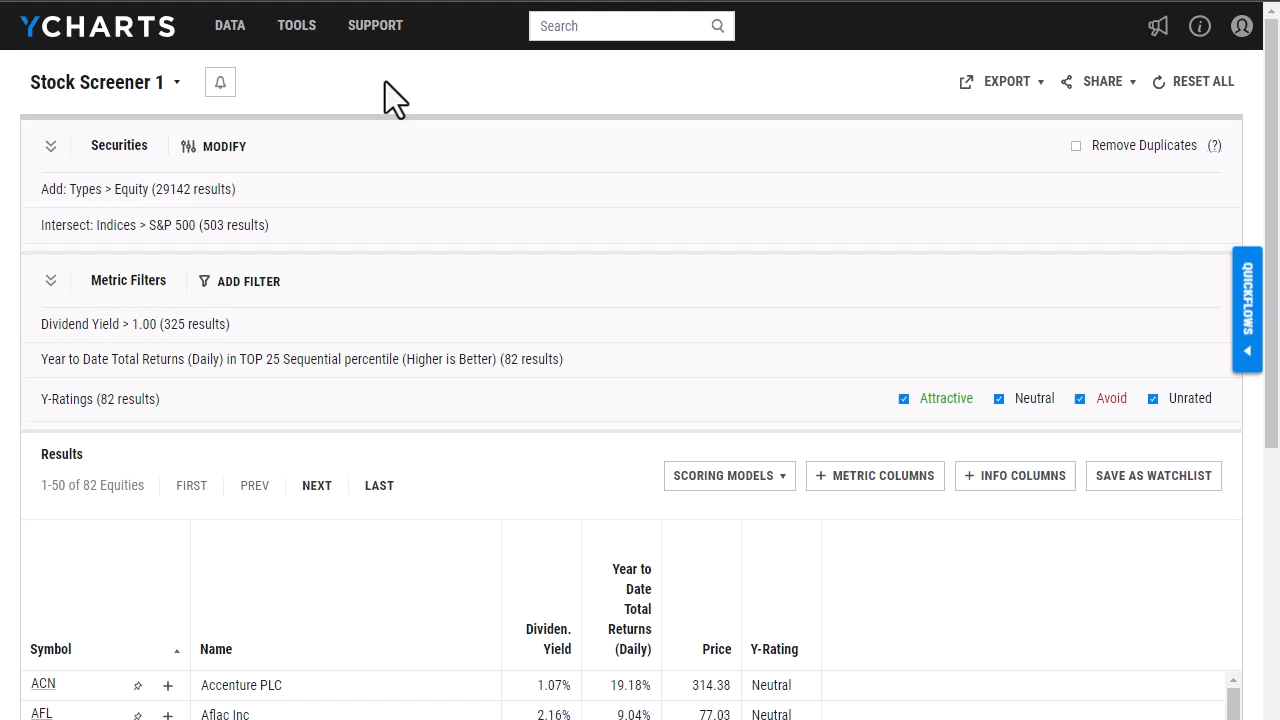 YCHARTS DATA TOOLS SUPPORT Search
Stock Screener 1 EXPORT SHARE RESET ALL
Securities MODIFY Remove Duplicates (?)
Add: Types > Equity (29142 results)
Intersect: Indices > S&P 500 (503 results)
Metric Filters ADD FILTER
QUICKFLOWS
Dividend Yield > 1.00 (325 results)
Year to Date Total Returns (Daily) in TOP 25 Sequential percentile (Higher is Better) (82 results)
Y-Ratings (82 results) Attractive Neutral Avoid Unrated
Results
1-50 of 82 Equities FIRST PREV NEXT LAST SCORING MODELS + METRIC COLUMNS + INFO COLUMNS SAVE AS WATCHLIST
Year to
Date
Total
Dividen. Returns
Symbol Name Yield (Daily) Price Y-Rating
ACN + Accenture PLC 1.07% 19.18% 314.38 Neutral
AFL + Aflac Inc 2.16% 9.04% 77.03 Neutral